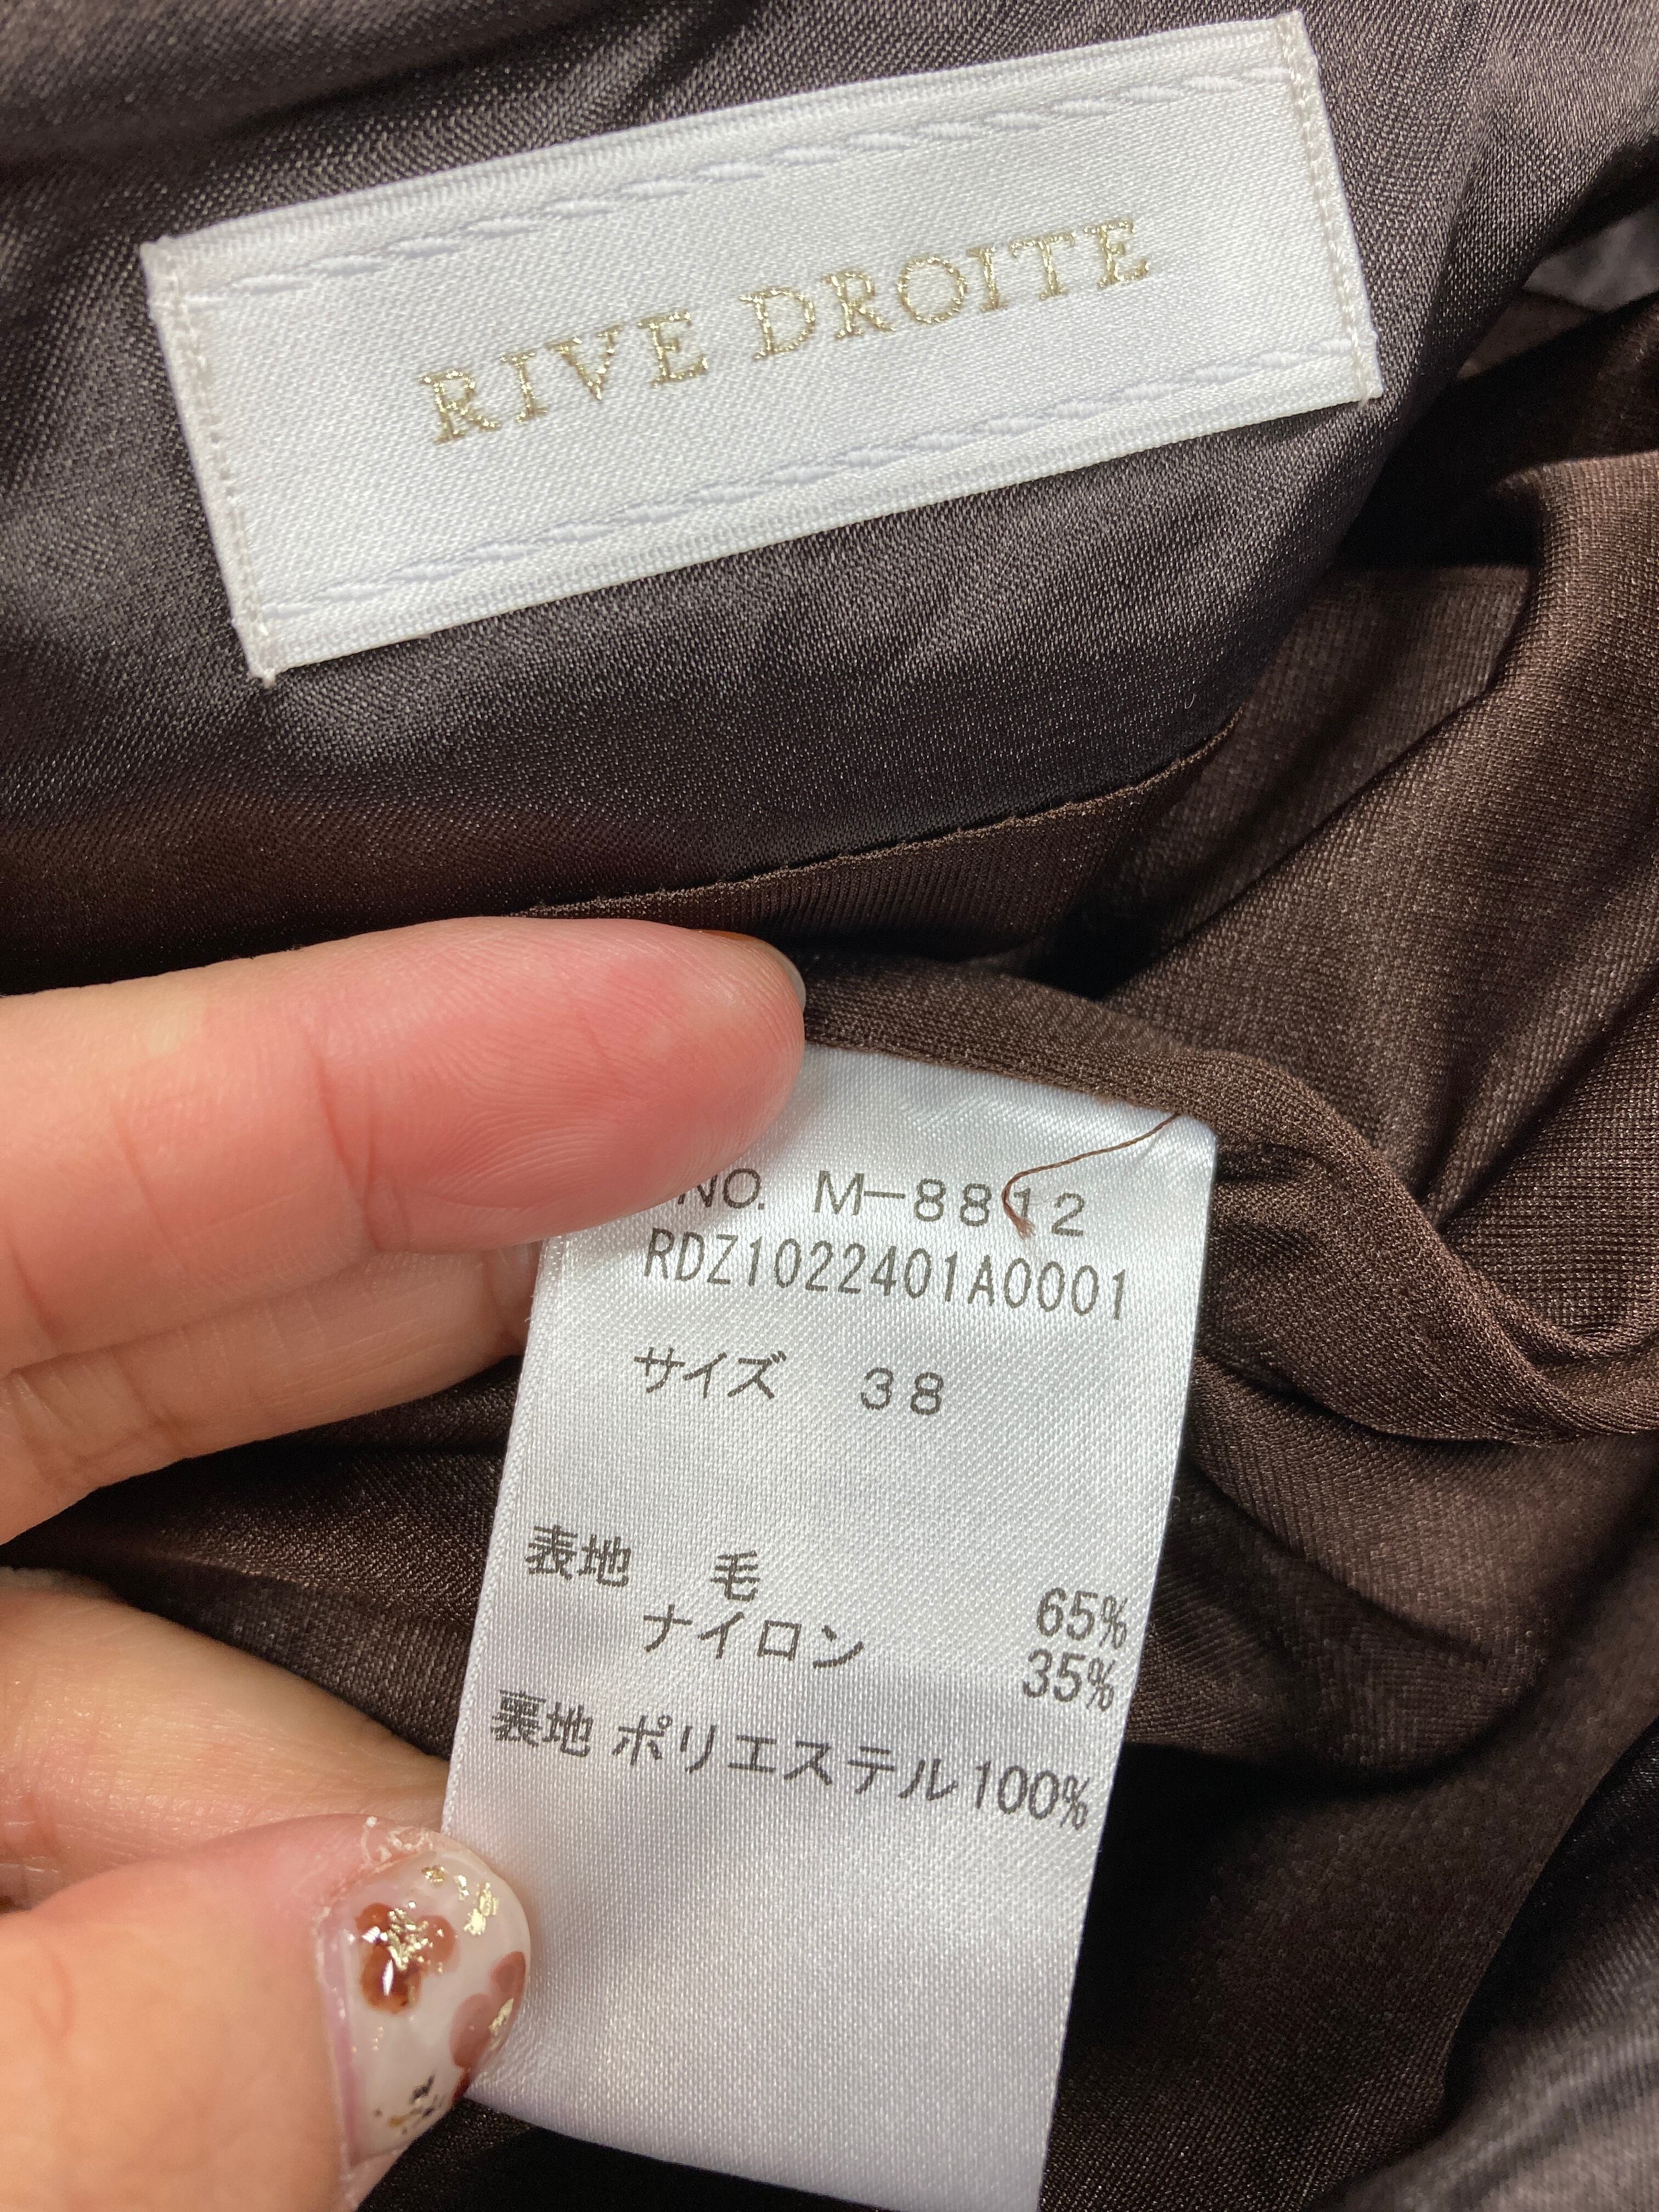 RIVE DROITE
NO. M-8812
RDZ1022401A0001
サイズ 38
表地 毛 65%
ナイロン 35%
裏地 ポリエステル100%